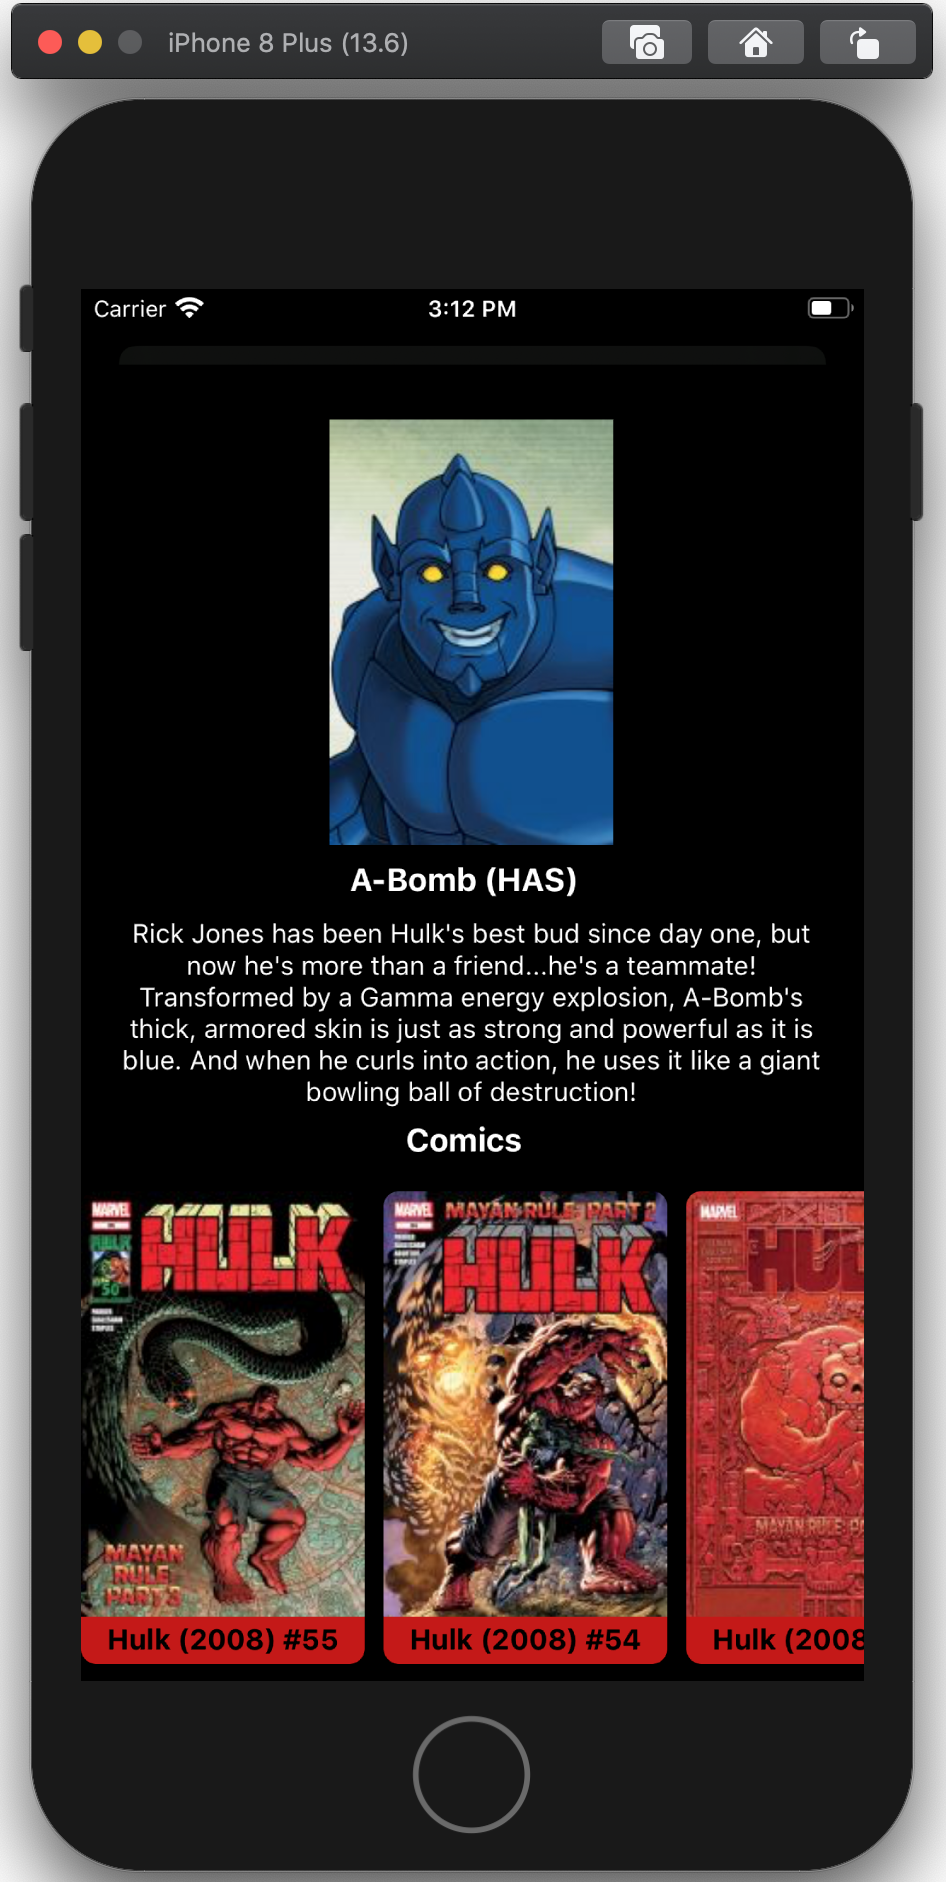 iPhone 8 Plus (13.6)
Carrier
3:12 PM
A-Bomb (HAS)
Rick Jones has been Hulk's best bud since day one, but
now he's more than a friend...he's a teammate!
Transformed by a Gamma energy explosion, A-Bomb's
thick, armored skin is just as strong and powerful as it is
blue. And when he curls into action, he uses it like a giant
bowling ball of destruction!
Comics
MARVEL
HULK
50
MAYAN
RULE
PART 3
Hulk (2008) #55
MARVEL
MAYAN RULE: PART 2
HULK
Hulk (2008) #54
MARVEL
HUL
MAYAN RULE: PA
Hulk (2008